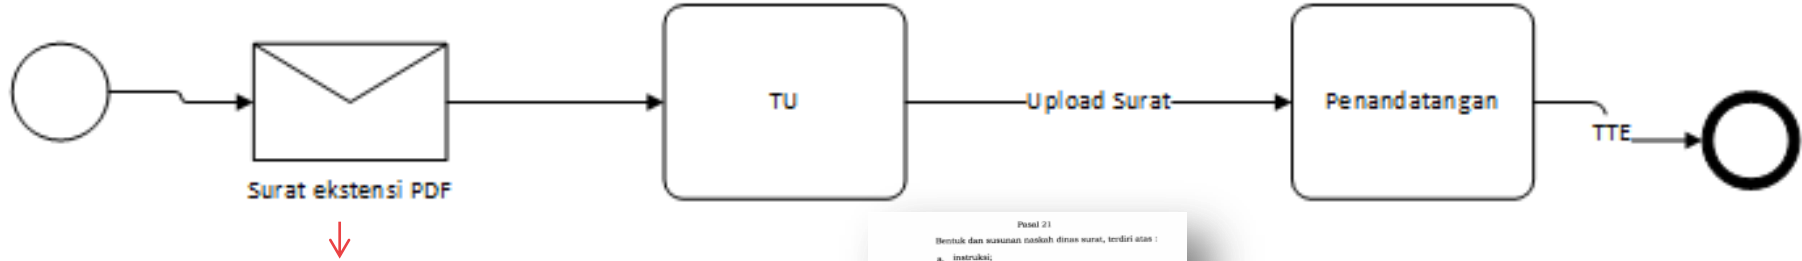 TU
Upload Surat
Penandatangan
TTE
Surat ekstensi PDF
Pasal 21
Bentuk dan susunan naskah dinas surat, terdiri atas :
a. instruksi;